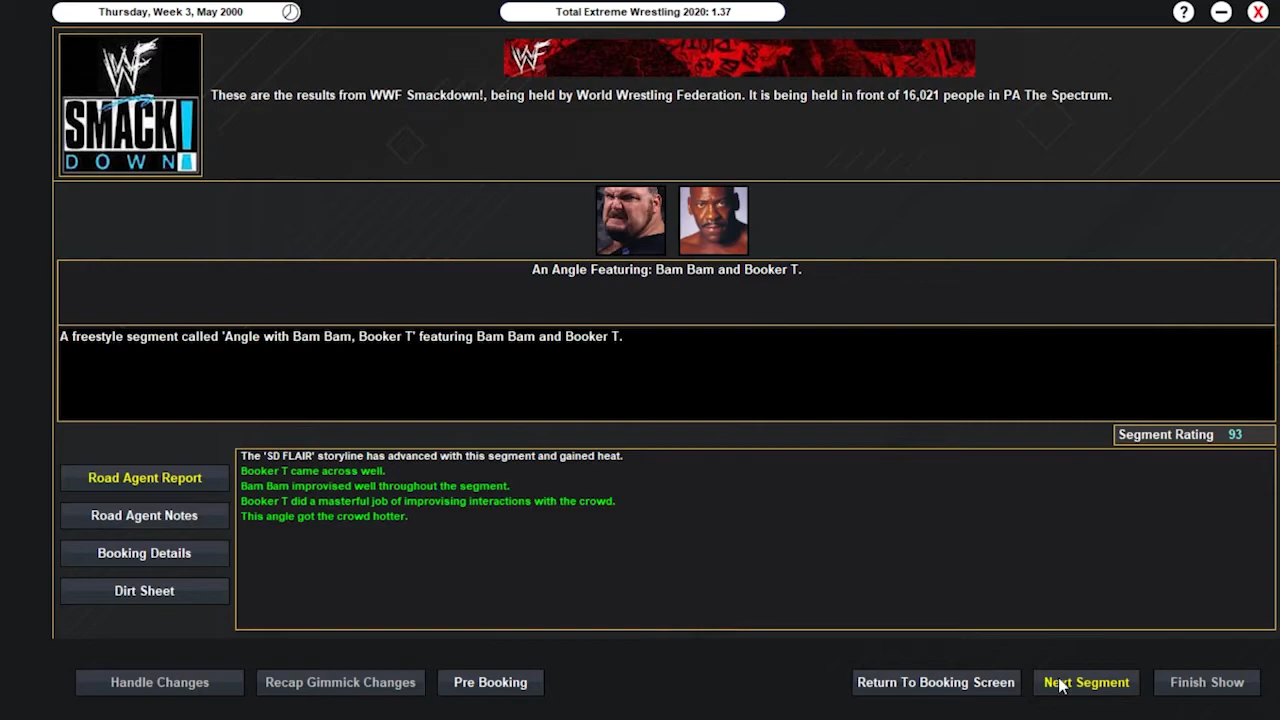 Thursday, Week 3, May 2000
Total Extreme Wrestling 2020: 1.37
?
X
WF
SMACK!
DOWN!
WF
These are the results from WWF Smackdown!, being held by World Wrestling Federation. It is being held in front of 16,021 people in PA The Spectrum.
An Angle Featuring: Bam Bam and Booker T.
A freestyle segment called 'Angle with Bam Bam, Booker T' featuring Bam Bam and Booker T.
Segment Rating 93
Road Agent Report
Road Agent Notes
Booking Details
Dirt Sheet
The 'SD FLAIR' storyline has advanced with this segment and gained heat.
Booker T came across well.
Bam Bam improvised well throughout the segment.
Booker T did a masterful job of improvising interactions with the crowd.
This angle got the crowd hotter.
Handle Changes
Recap Gimmick Changes
Pre Booking
Return To Booking Screen
Next Segment
Finish Show